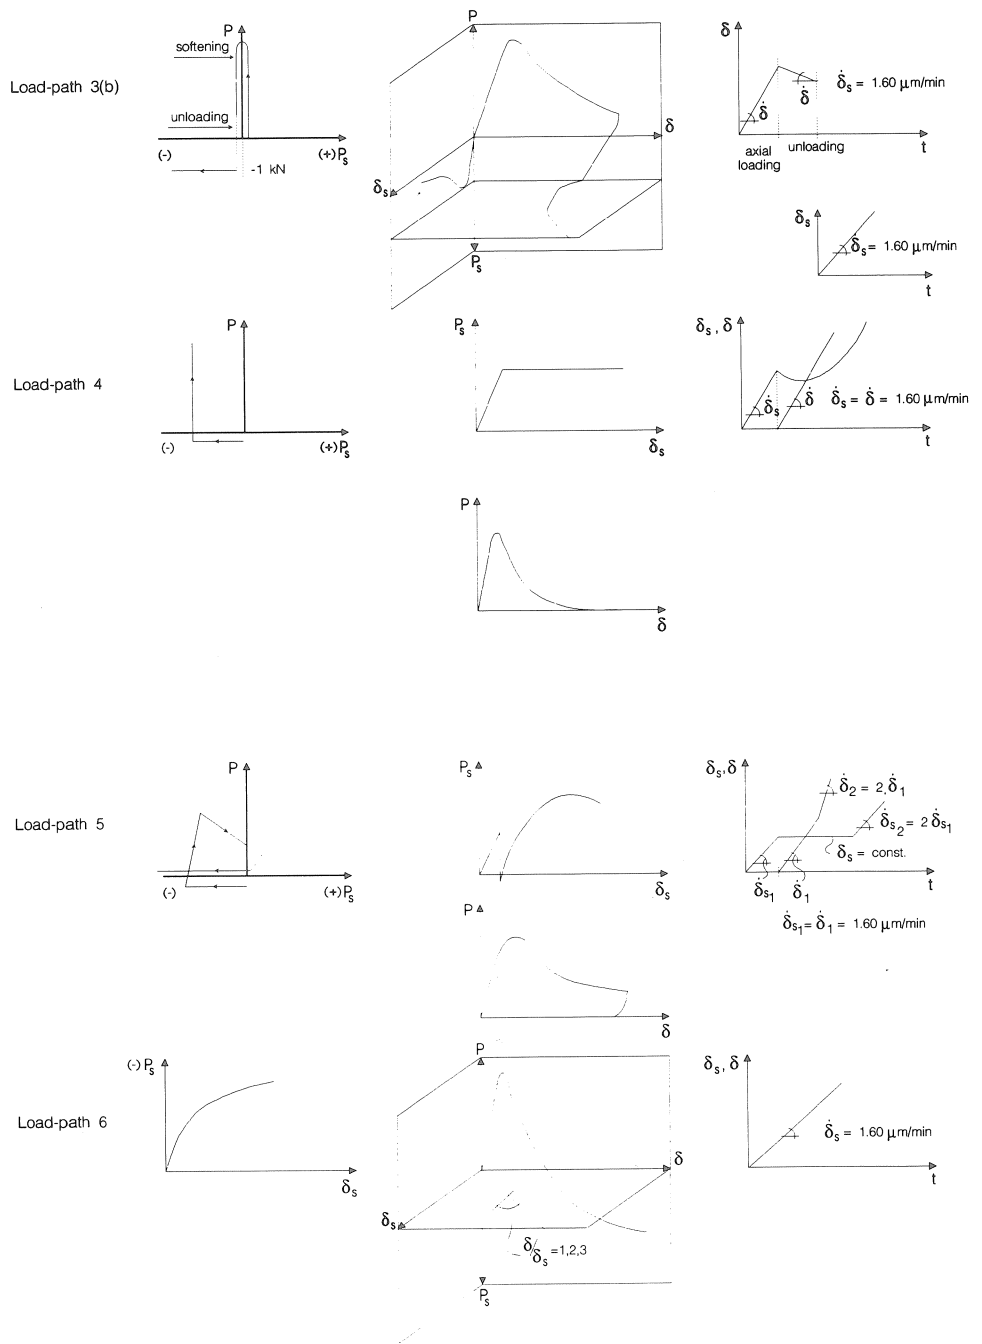 Load-path 3(b)
P
softening
unloading
(-)
(+)Pₛ
-1 kN
P
δ
δₛ
Pₛ
δ
δ̇
δ̇
δ̇ₛ = 1.60 μm/min
axial loading
unloading
t
δₛ
δ̇ₛ = 1.60 μm/min
t
Load-path 4
P
(-)
(+)Pₛ
Pₛ
δₛ
δₛ , δ
δ̇ₛ
δ̇
δ̇ₛ = δ̇ = 1.60 μm/min
t
P
δ
Load-path 5
P
(-)
(+)Pₛ
Pₛ
δₛ
δₛ,δ
δ̇₂ = 2.δ̇₁
δ̇ₛ₂ = 2 δ̇ₛ₁
δₛ = const.
δ̇ₛ₁
δ̇₁
t
δ̇ₛ₁ = δ̇₁ = 1.60 μm/min
P
δ
Load-path 6
(-) Pₛ
δₛ
P
δ
δₛ
δ/δₛ = 1,2,3
Pₛ
δₛ, δ
δ̇ₛ = 1.60 μm/min
t